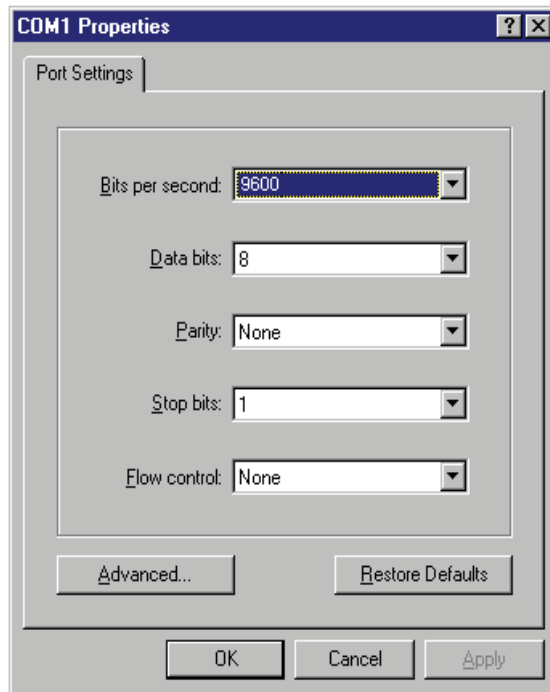 COM1 Properties
Port Settings
Bits per second: 9600
Data bits: 8
Parity: None
Stop bits: 1
Flow control: None
Advanced... Restore Defaults
OK Cancel Apply